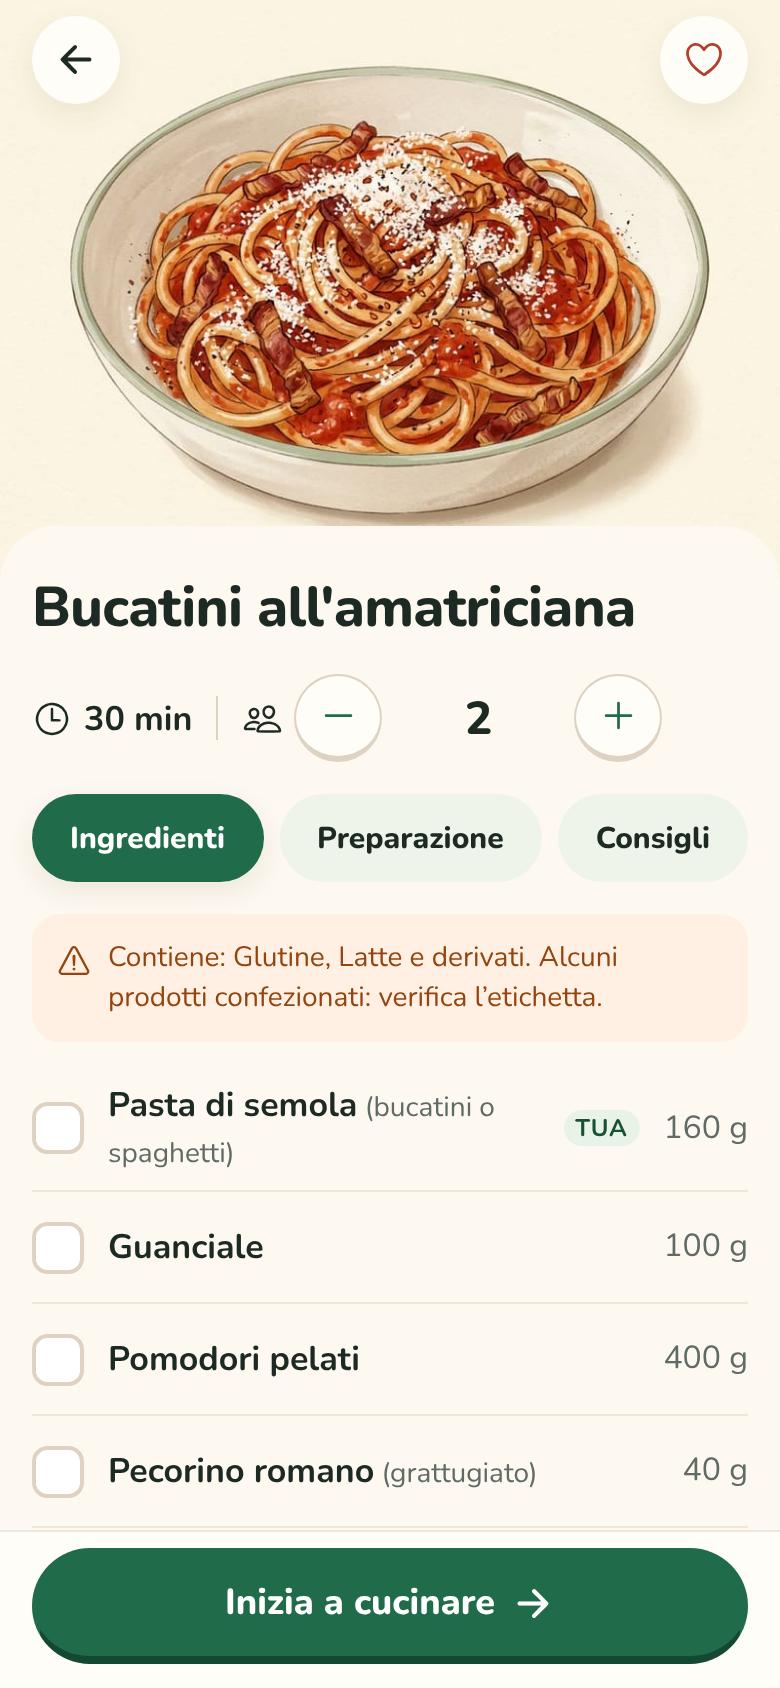 Bucatini all'amatriciana
30 min
2
Ingredienti Preparazione Consigli
Contiene: Glutine, Latte e derivati. Alcuni
prodotti confezionati: verifica l’etichetta.
Pasta di semola (bucatini o
spaghetti)
TUA 160 g
Guanciale 100 g
Pomodori pelati 400 g
Pecorino romano (grattugiato) 40 g
Inizia a cucinare →